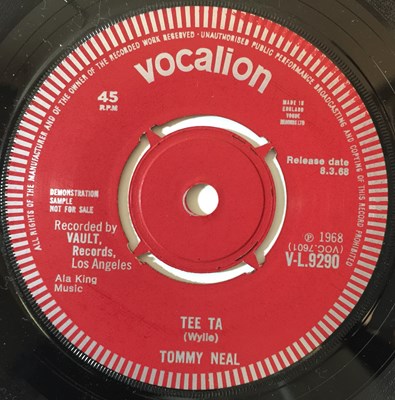 ALL RIGHTS OF THE MANUFACTURER AND OF THE OWNER OF THE RECORDED WORK RESERVED · UNAUTHORISED PUBLIC PERFORMANCE BROADCASTING AND COPYING OF THIS RECORD PROHIBITED
vocalion
45
R.P.M
MADE IN
ENGLAND
VOGUE
RECORDS LTD
Release date
8.3.68
DEMONSTRATION
SAMPLE
NOT FOR SALE
Recorded by
VAULT,
Records,
Los Angeles
Ala King
Music
℗ 1968
(VOC.7601)
V-L.9290
TEE TA
(Wylie)
TOMMY NEAL